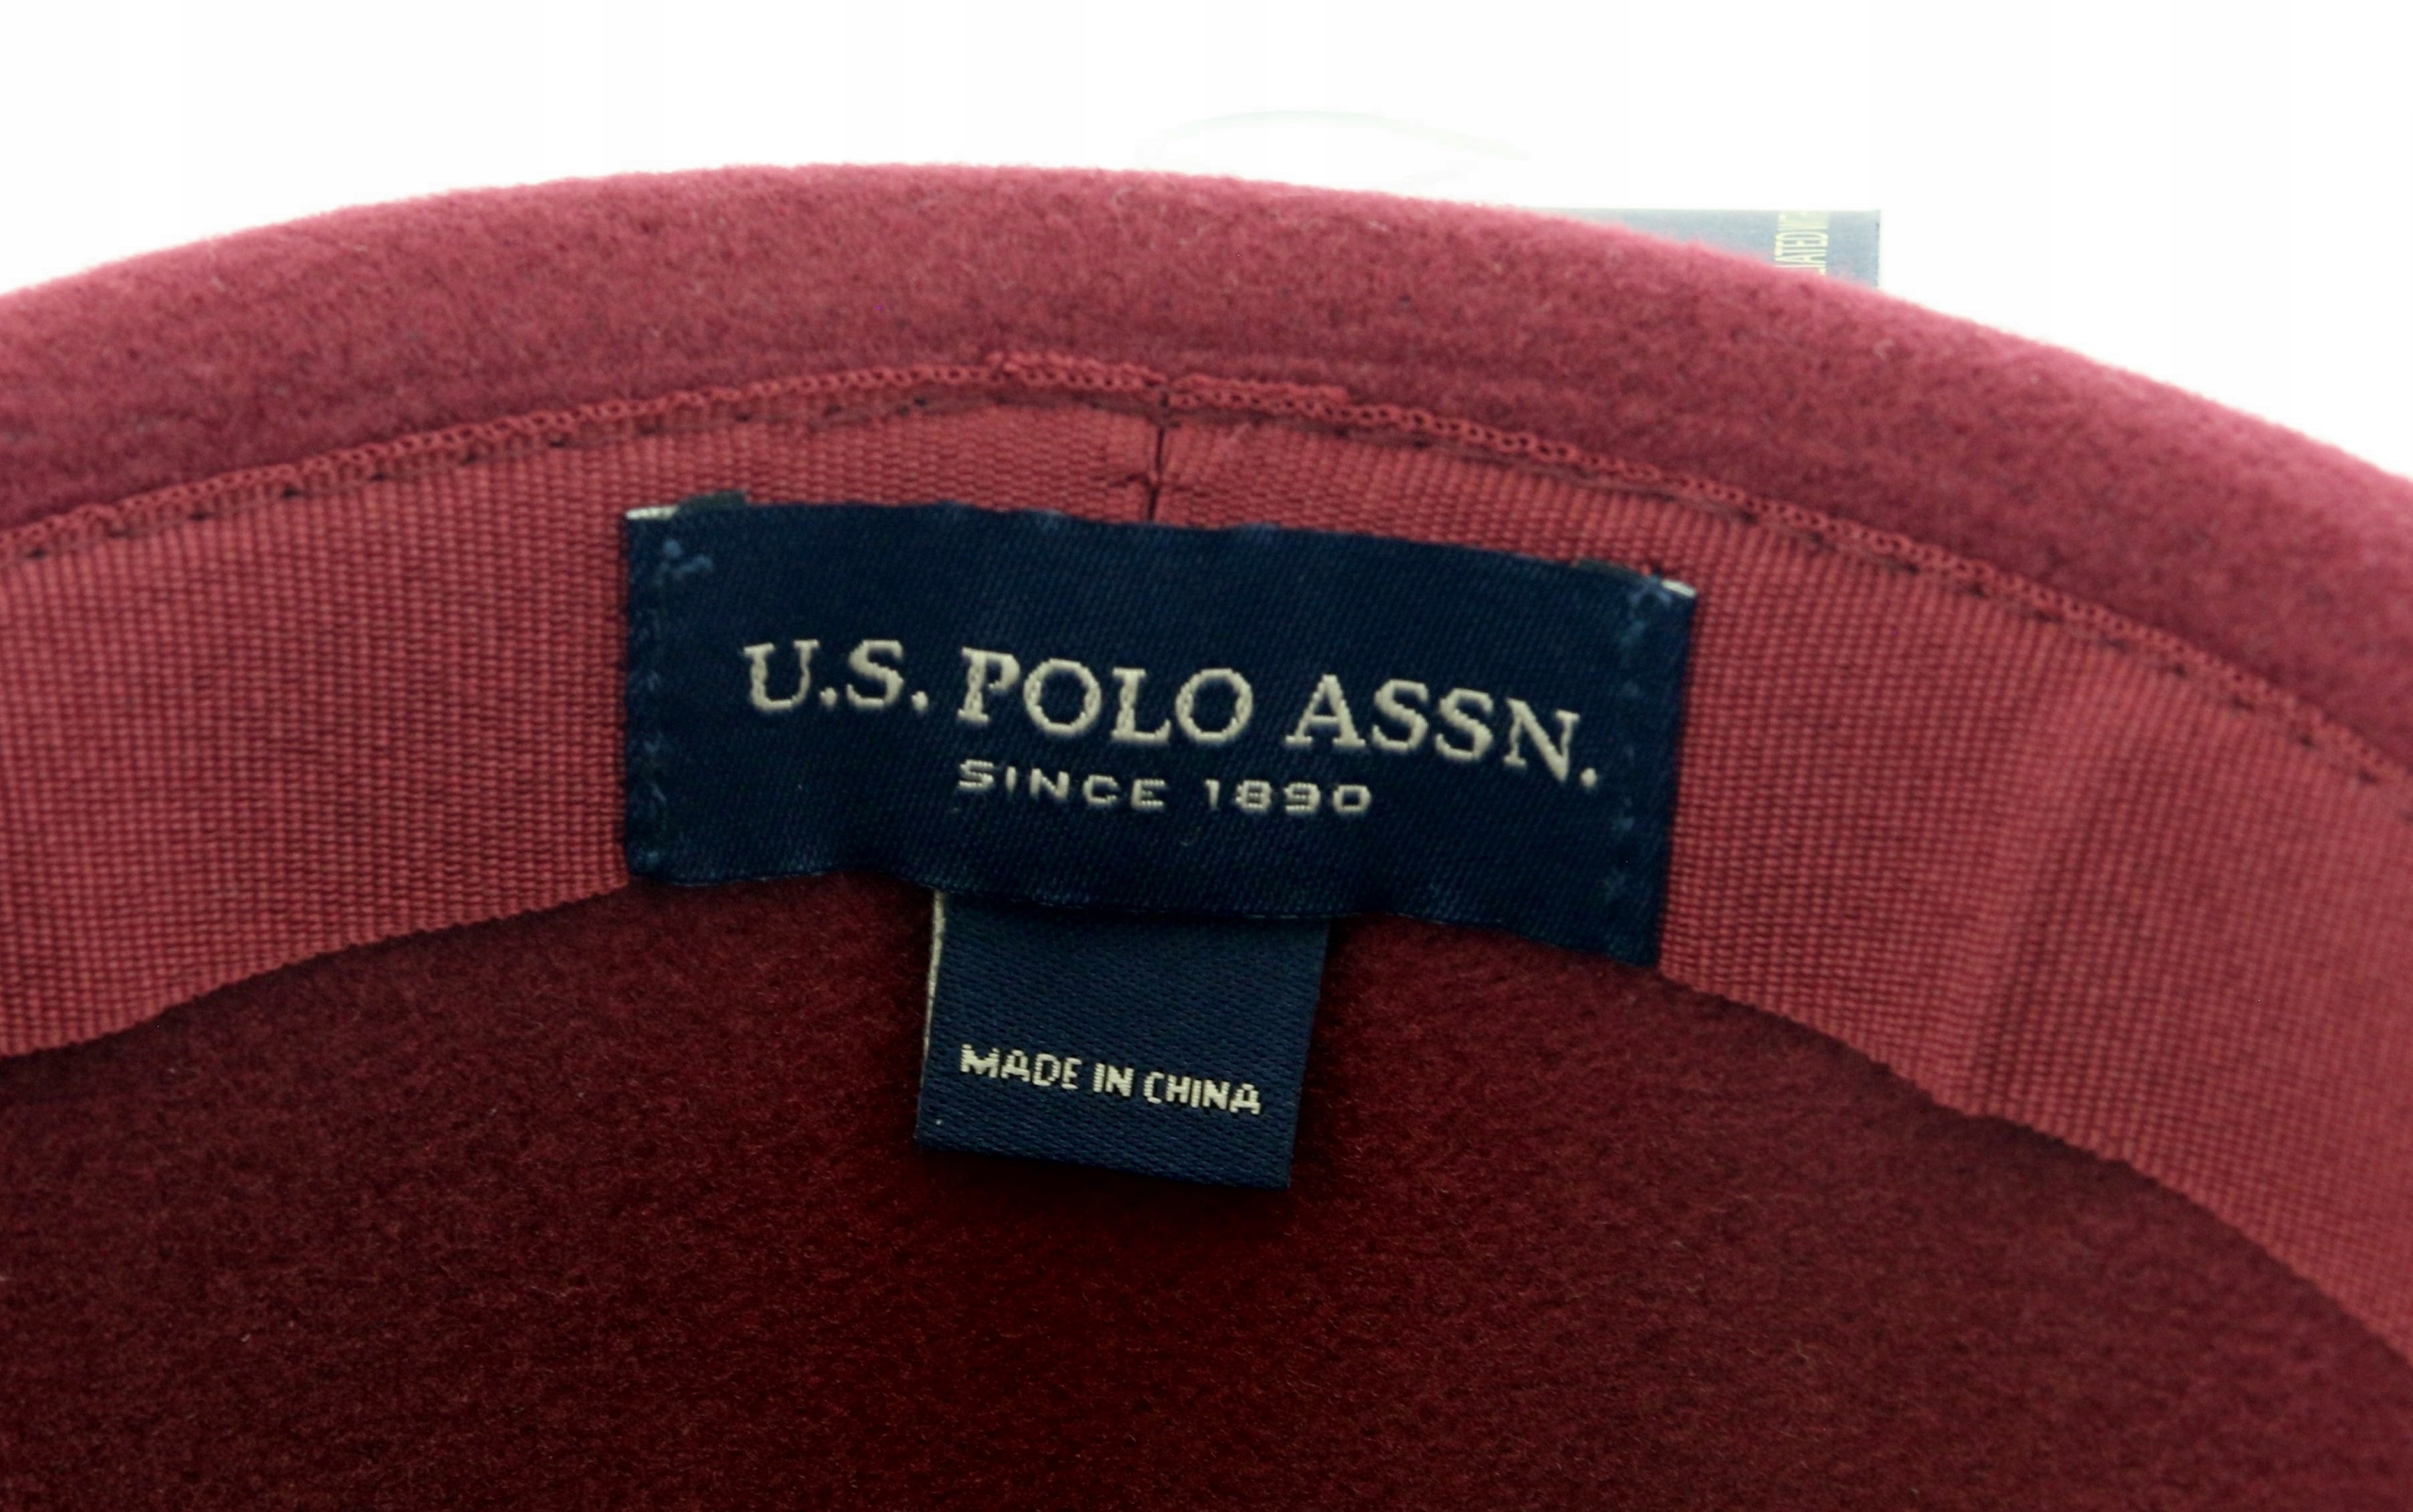 U.S. POLO ASSN.
SINCE 1890
MADE IN CHINA